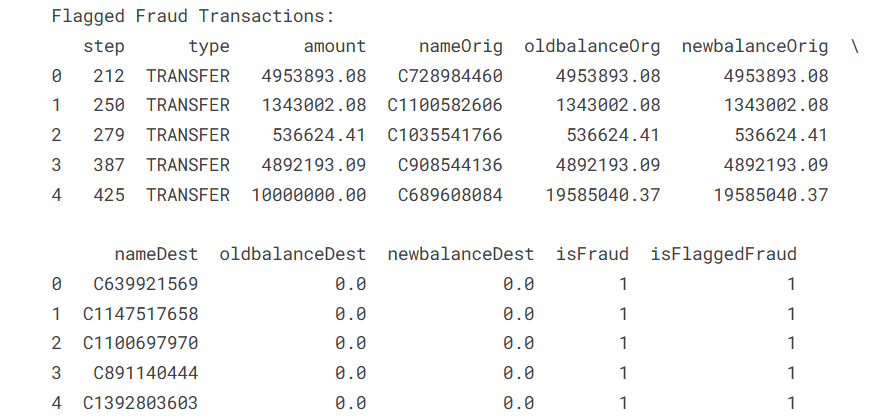 Flagged Fraud Transactions:
step type amount nameOrig oldbalanceOrg newbalanceOrig \
0 212 TRANSFER 4953893.08 C728984460 4953893.08 4953893.08
1 250 TRANSFER 1343002.08 C1100582606 1343002.08 1343002.08
2 279 TRANSFER 536624.41 C1035541766 536624.41 536624.41
3 387 TRANSFER 4892193.09 C908544136 4892193.09 4892193.09
4 425 TRANSFER 10000000.00 C689608084 19585040.37 19585040.37
nameDest oldbalanceDest newbalanceDest isFraud isFlaggedFraud
0 C639921569 0.0 0.0 1 1
1 C1147517658 0.0 0.0 1 1
2 C1100697970 0.0 0.0 1 1
3 C891140444 0.0 0.0 1 1
4 C1392803603 0.0 0.0 1 1